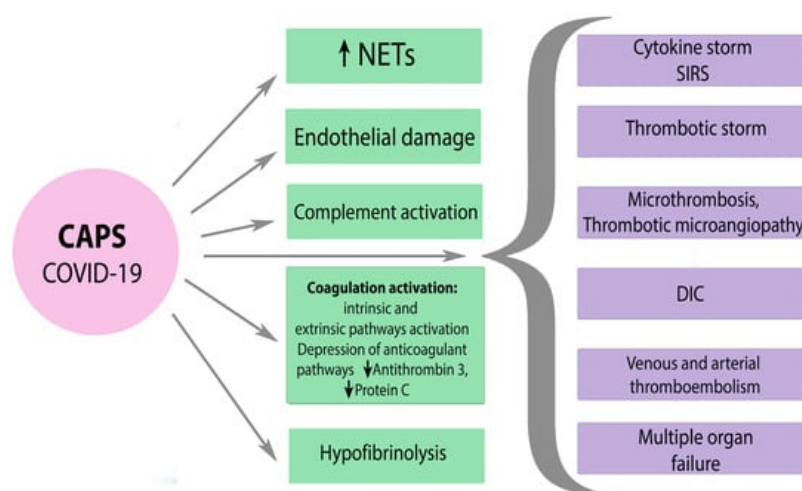 CAPS
COVID-19
↑ NETs
Endothelial damage
Complement activation
Coagulation activation:
intrinsic and
extrinsic pathways activation
Depression of anticoagulant
pathways ↓Antithrombin 3,
↓Protein C
Hypofibrinolysis
Cytokine storm
SIRS
Thrombotic storm
Microthrombosis,
Thrombotic microangiopathy
DIC
Venous and arterial
thromboembolism
Multiple organ
failure